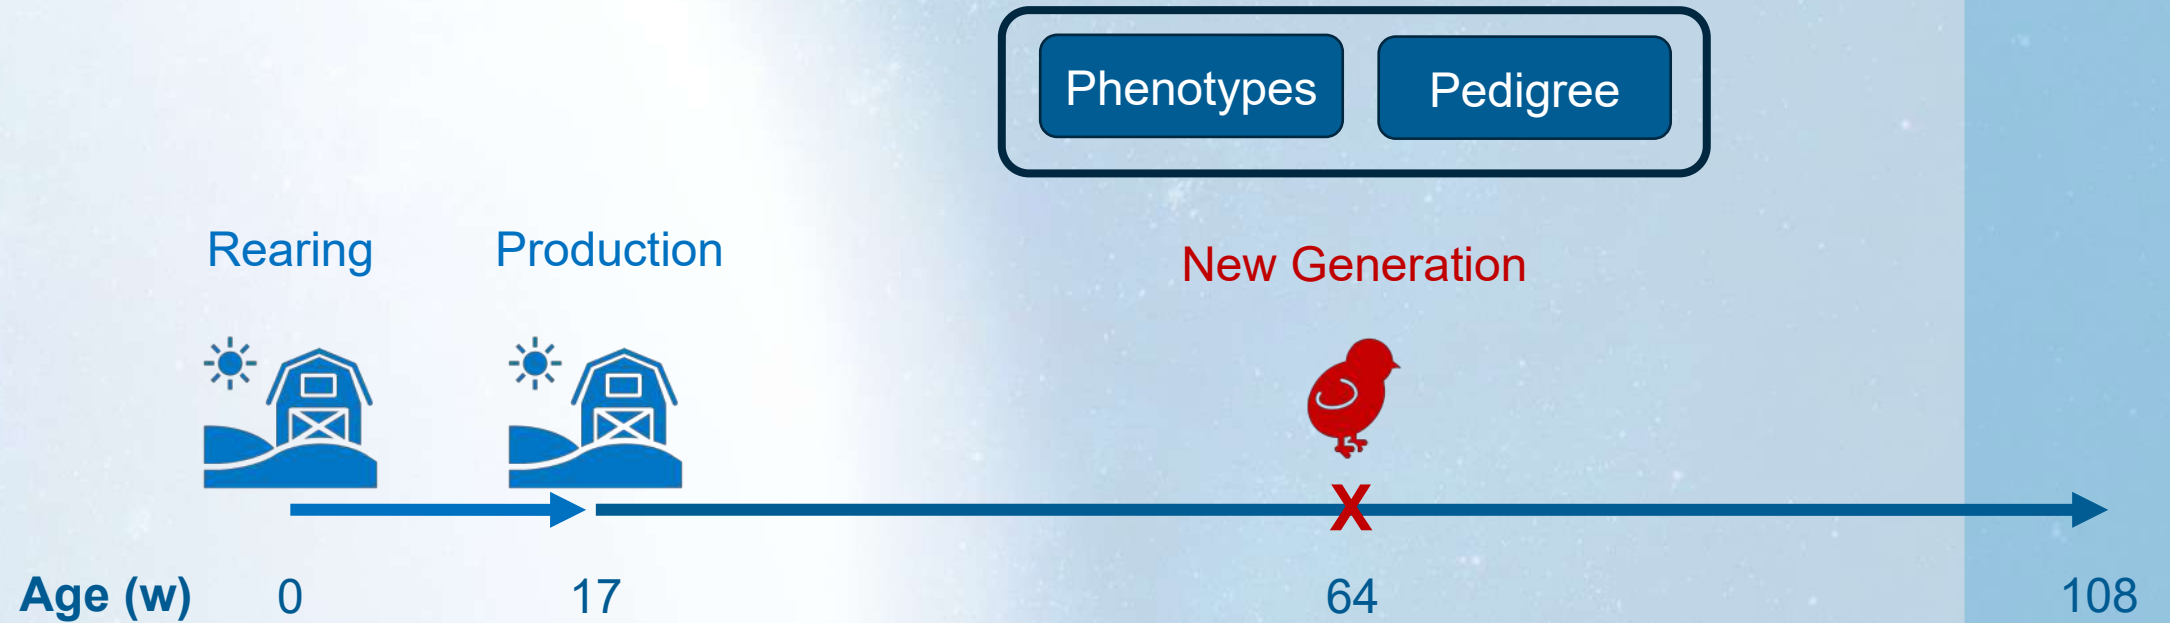 Phenotypes Pedigree
Rearing Production New Generation
X
Age (w) 0 17 64 108